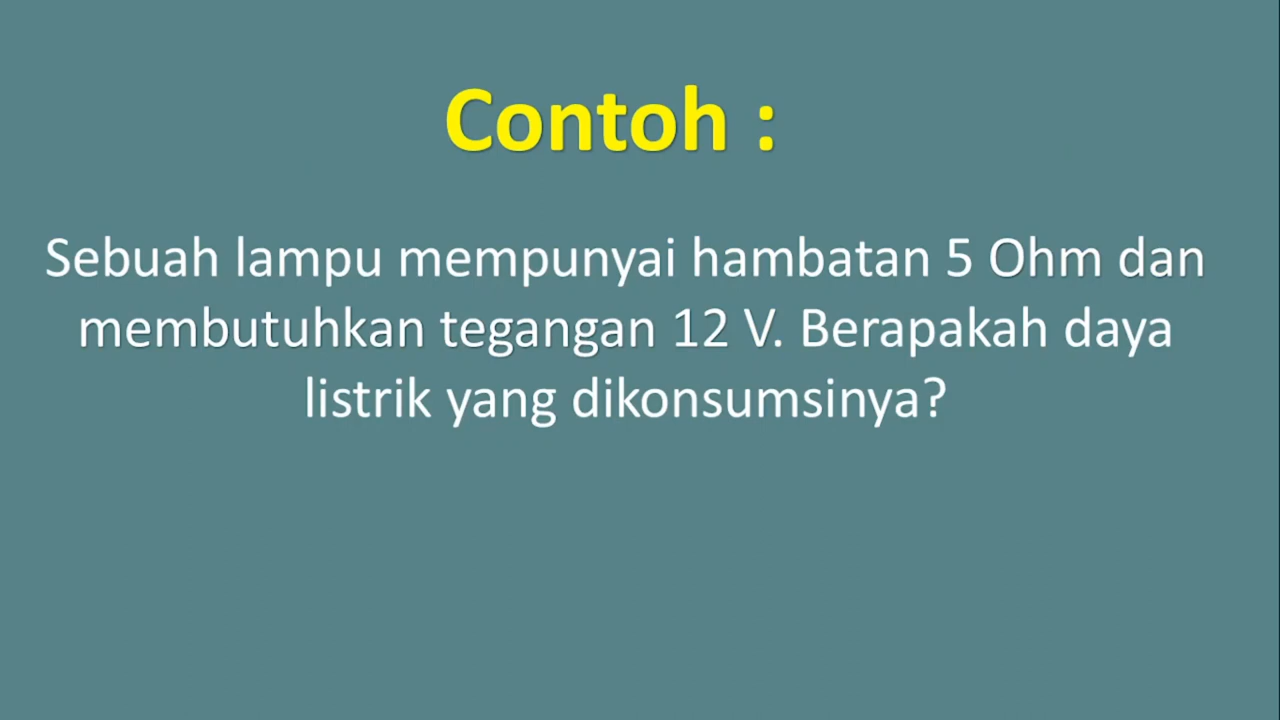 Contoh :
Sebuah lampu mempunyai hambatan 5 Ohm dan
membutuhkan tegangan 12 V. Berapakah daya
listrik yang dikonsumsinya?